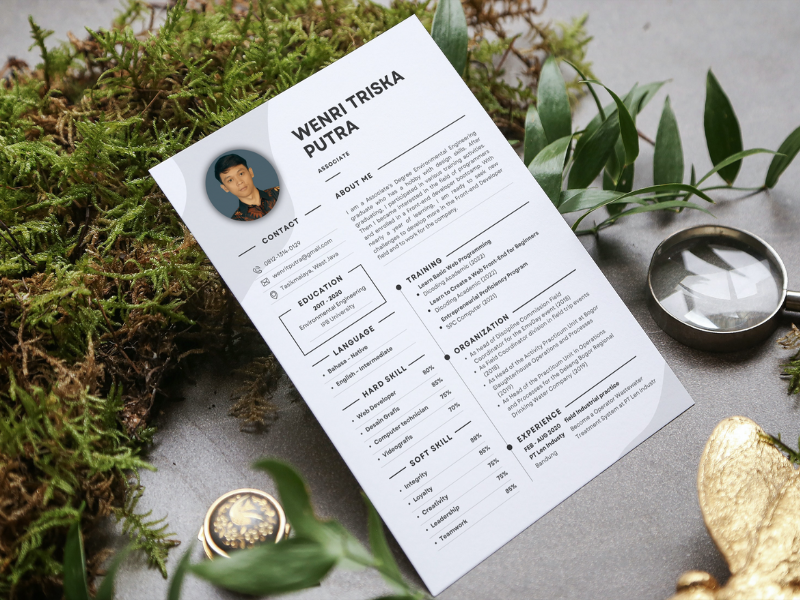 WENRI TRISKA
PUTRA
ASSOCIATE
CONTACT
wenriiputra@gmail.com
Tasikmalaya, West Java
EDUCATION
2017 - 2020
Environmental Engineering
IPB University
LANGUAGE
Bahasa - Native
English - Intermediate
HARD SKILL
Web Developer 80%
Desain Grafis 85%
Computer technician 75%
Videografis 70%
SOFT SKILL
Integrity 88%
Loyalty 85%
Creativity 75%
Leadership 75%
Teamwork 85%
ABOUT ME
I am a Associate's Degree Environmental Engineering
graduate who has a hobby with design skills. After
graduating, I participated in various training activities.
Then I became interested in the field of programmers
and enrolled in a Front-end developer bootcamp. With
nearly a year of learning, I am ready to seek new
challenges to develop more in the Front-end Developer
field and to work for the company.
TRAINING
Learn Basic Web Programming
Dicoding Academic (2022)
Learn to Create a Web Front-End for Beginners
Dicoding Academic (2022)
Entrepreneurial Proficiency Program
SPC Computer (2021)
ORGANIZATION
As head of Discipline Commission Field
Coordinator for the EnviDay event (2018)
As Field Coordinator division in field trip events
(2018)
As Head of the Activity Practicum Unit at Bogor
Slaughterhouse Operations and Processes
(2019)
As Head of the Practicum Unit in Operations
and Processes for the Dekeng Bogor Regional
Drinking Water Company (2019)
EXPERIENCE
FEB - AUG 2020 field industrial practice
PT Len Industy Become a Operator Wastewater
Bandung Treatment System at PT Len Industr